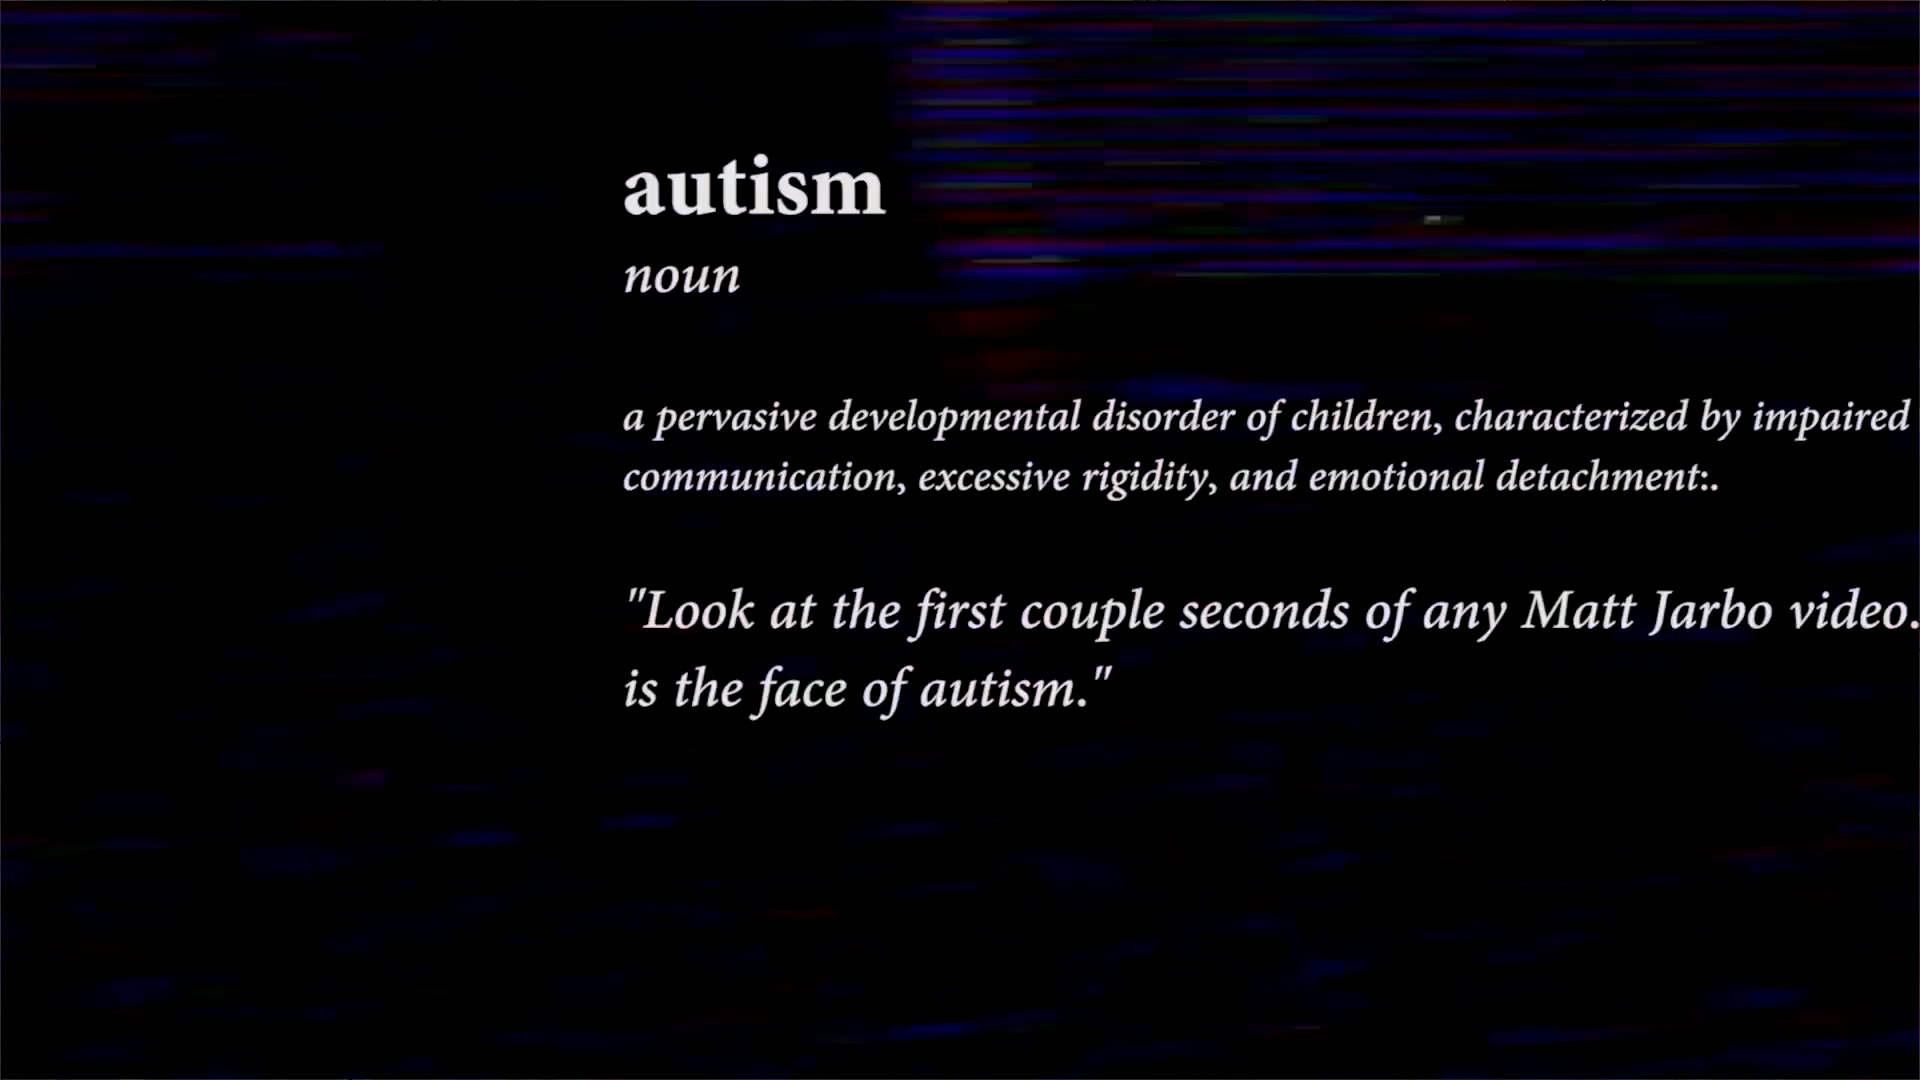 autism
noun
a pervasive developmental disorder of children, characterized by impaired
communication, excessive rigidity, and emotional detachment:.
"Look at the first couple seconds of any Matt Jarbo video.
is the face of autism."